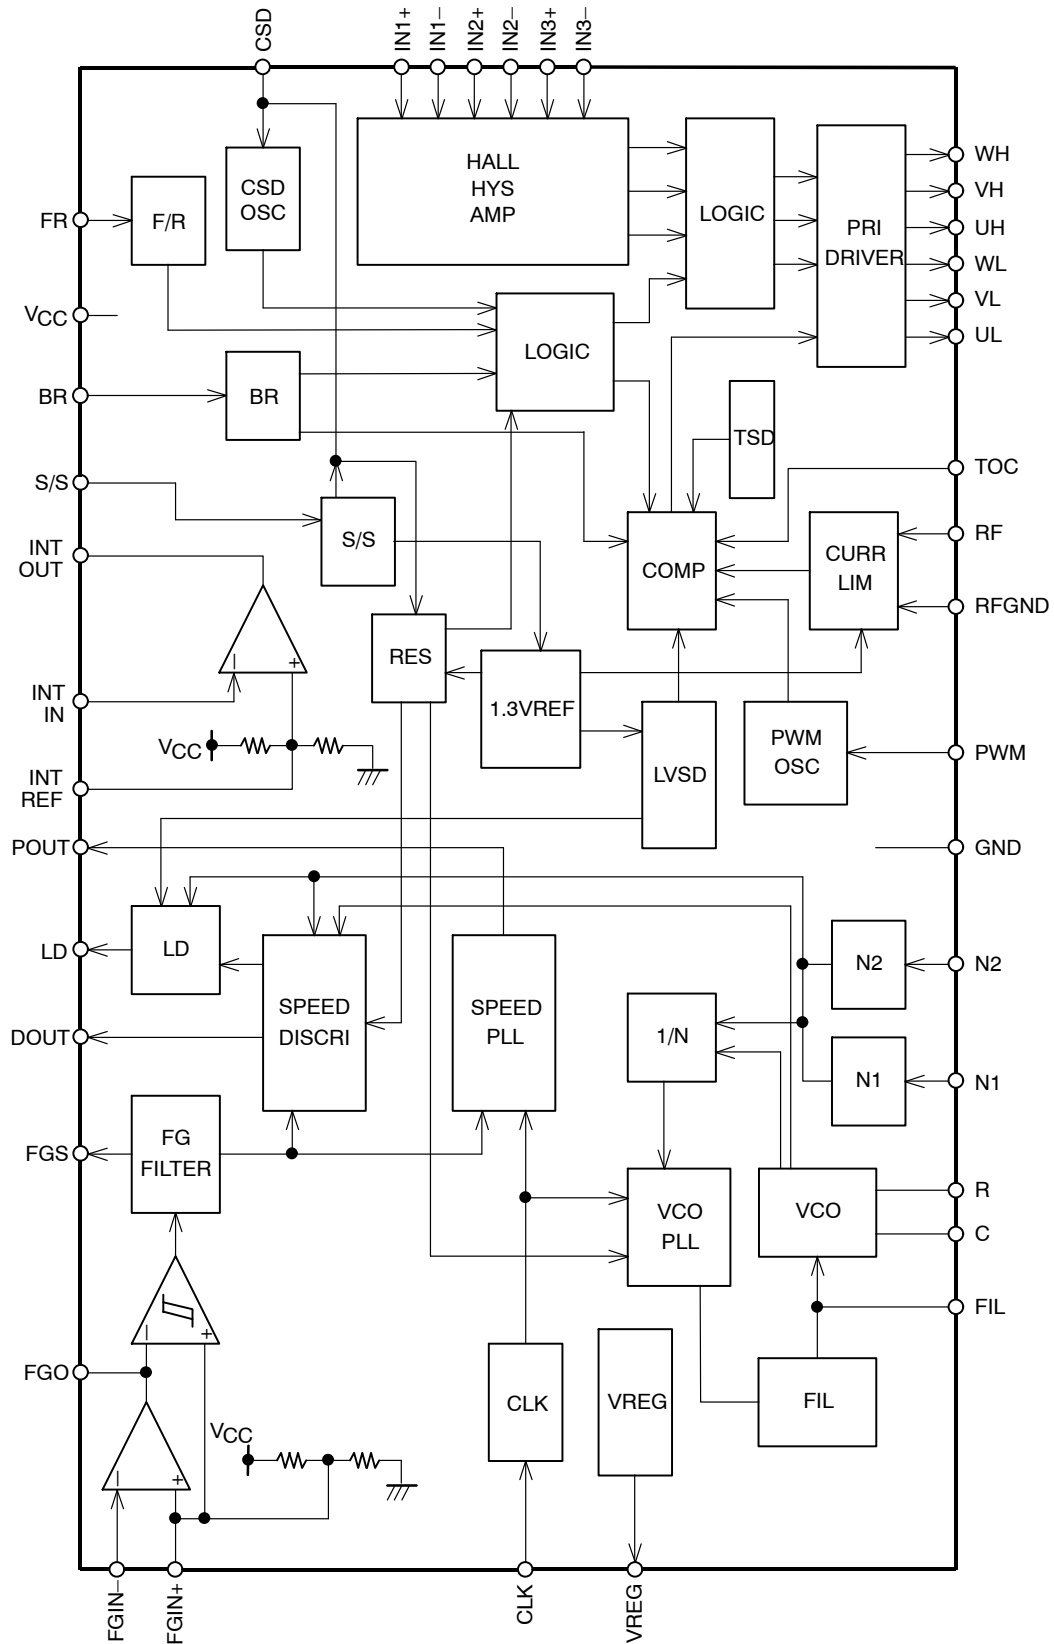 CSD
IN1+
IN1−
IN2+
IN2−
IN3+
IN3−
HALL
HYS
AMP
CSD
OSC
F/R
FR
LOGIC
PRI
DRIVER
WH
VH
UH
WL
VL
UL
VCC
LOGIC
BR
BR
TSD
TOC
S/S
S/S
INT
OUT
COMP
CURR
LIM
RF
RFGND
− +
RES
1.3VREF
INT
IN
VCC
LVSD
PWM
OSC
PWM
INT
REF
POUT
GND
LD
LD
N2
N2
SPEED
DISCRI
SPEED
PLL
1/N
DOUT
N1
N1
FG
FILTER
FGS
VCO
PLL
VCO
R
C
FIL
− +
FGO
CLK
VREG
FIL
VCC
− +
FGIN−
FGIN+
CLK
VREG